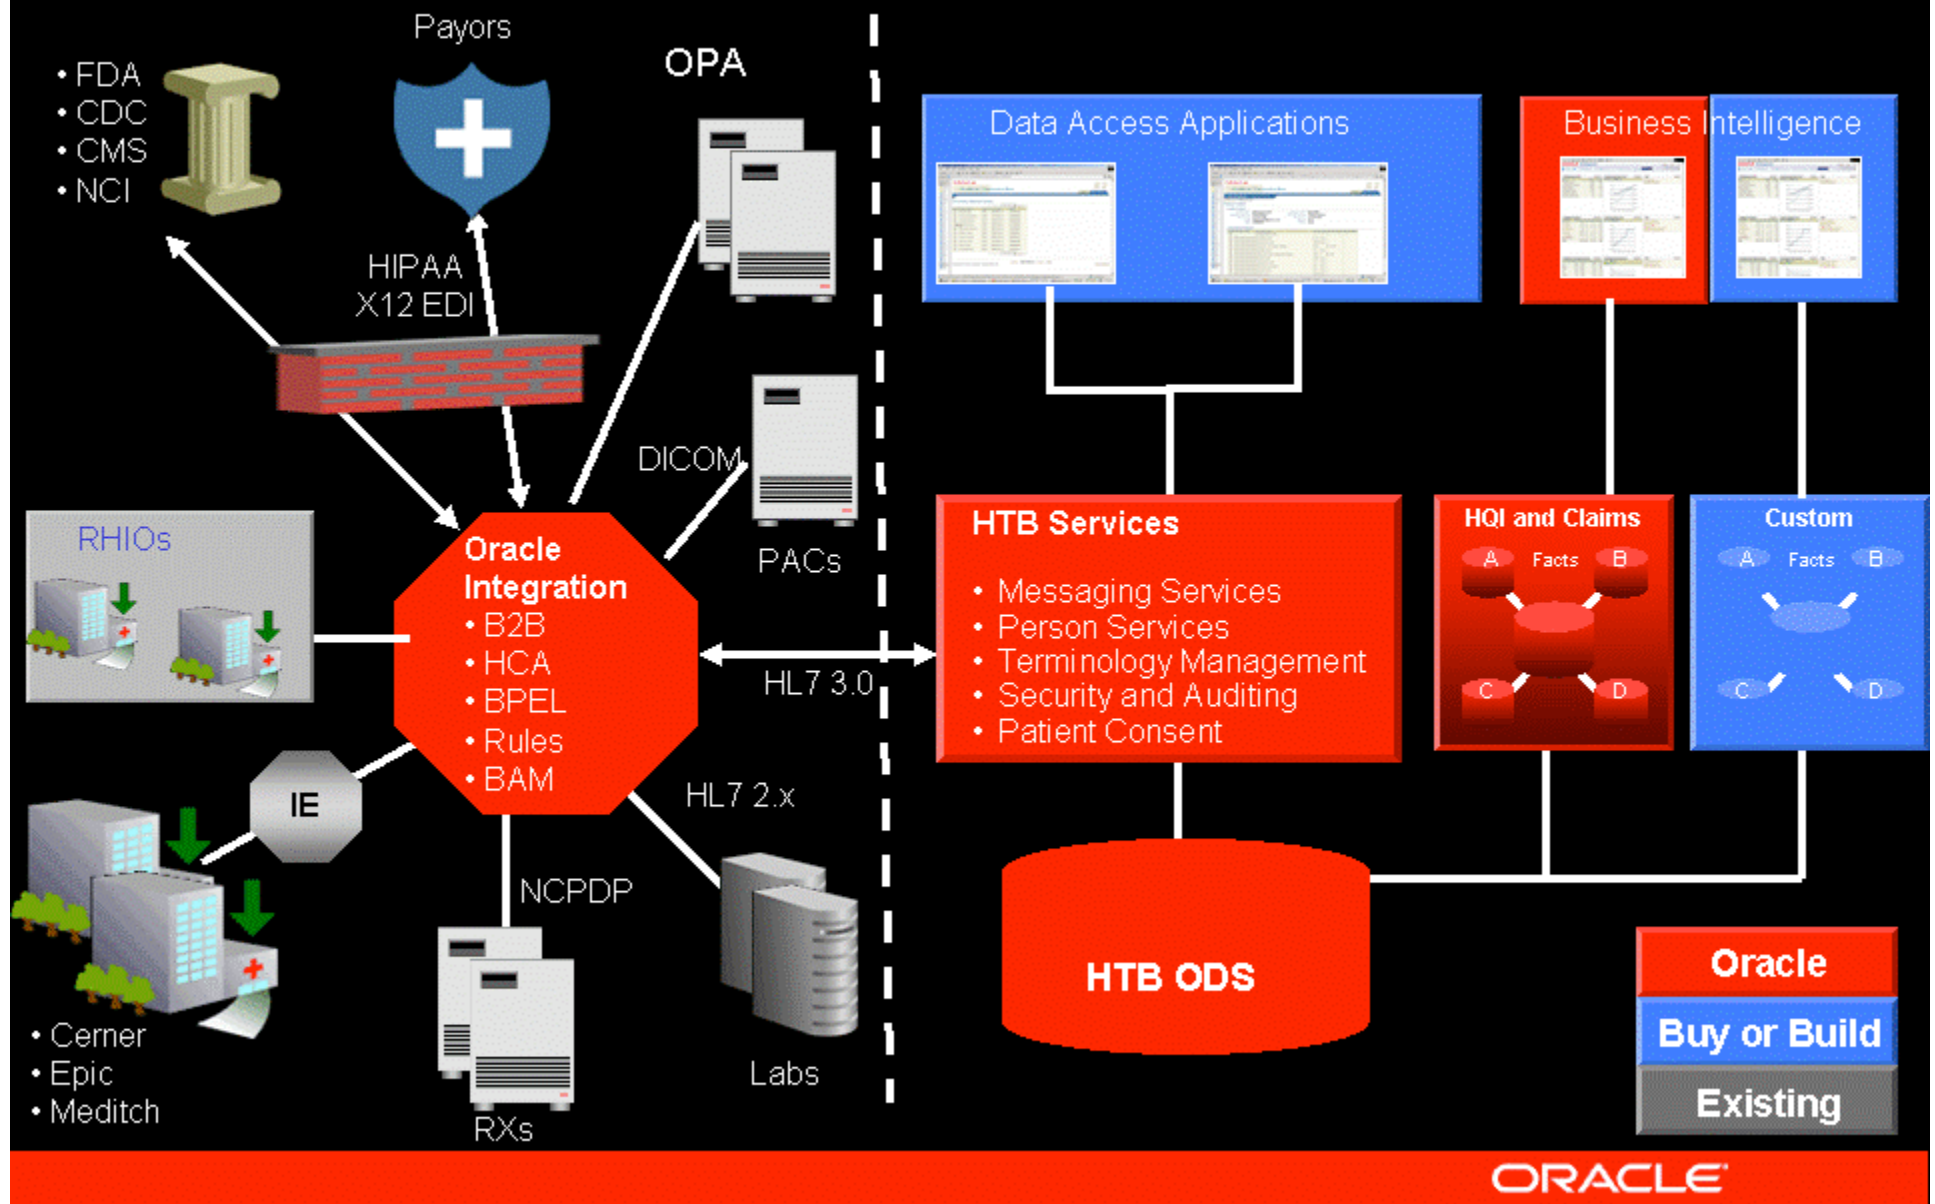 Payors
• FDA
• CDC
• CMS
• NCI
OPA
HIPAA
X12 EDI
DICOM
PACs
RHIOs
Oracle
Integration
• B2B
• HCA
• BPEL
• Rules
• BAM
HL7 3.0
IE
HL7 2.x
NCPDP
• Cerner
• Epic
• Meditch
RXs
Labs
Data Access Applications
Business Intelligence
HTB Services
• Messaging Services
• Person Services
• Terminology Management
• Security and Auditing
• Patient Consent
HQI and Claims
A Facts B
C D
Custom
A Facts B
C D
HTB ODS
Oracle
Buy or Build
Existing
ORACLE